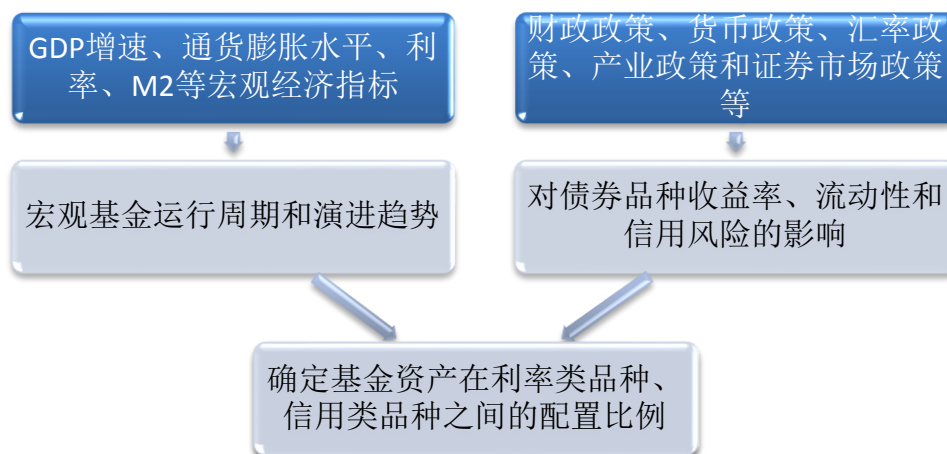 GDP增速、通货膨胀水平、利
率、M2等宏观经济指标
财政政策、货币政策、汇率政
策、产业政策和证券市场政策
等
宏观基金运行周期和演进趋势
对债券品种收益率、流动性和
信用风险的影响
确定基金资产在利率类品种、
信用类品种之间的配置比例